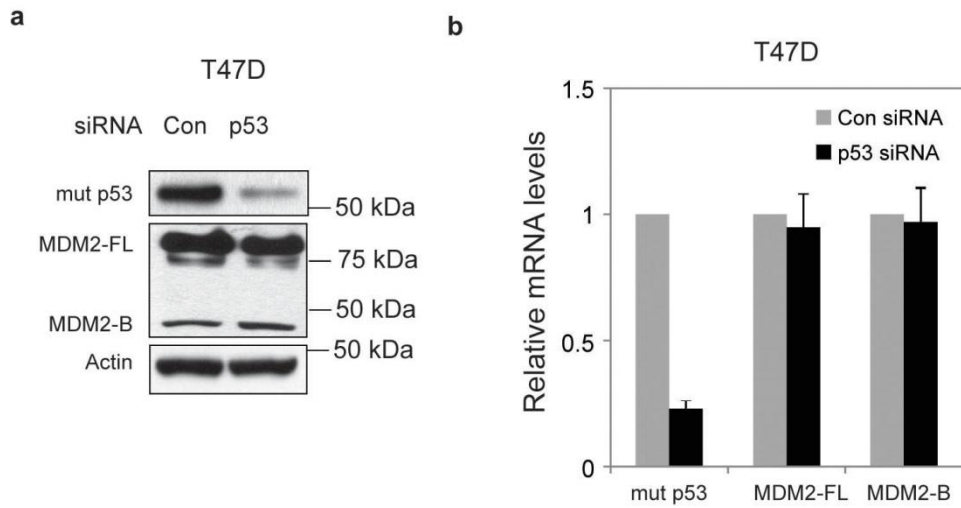 a
T47D
siRNA Con p53
mut p53
50 kDa
MDM2-FL
75 kDa
50 kDa
MDM2-B
50 kDa
Actin
b
T47D
Relative mRNA levels
1.5
1
0.5
0
Con siRNA
p53 siRNA
mut p53 MDM2-FL MDM2-B